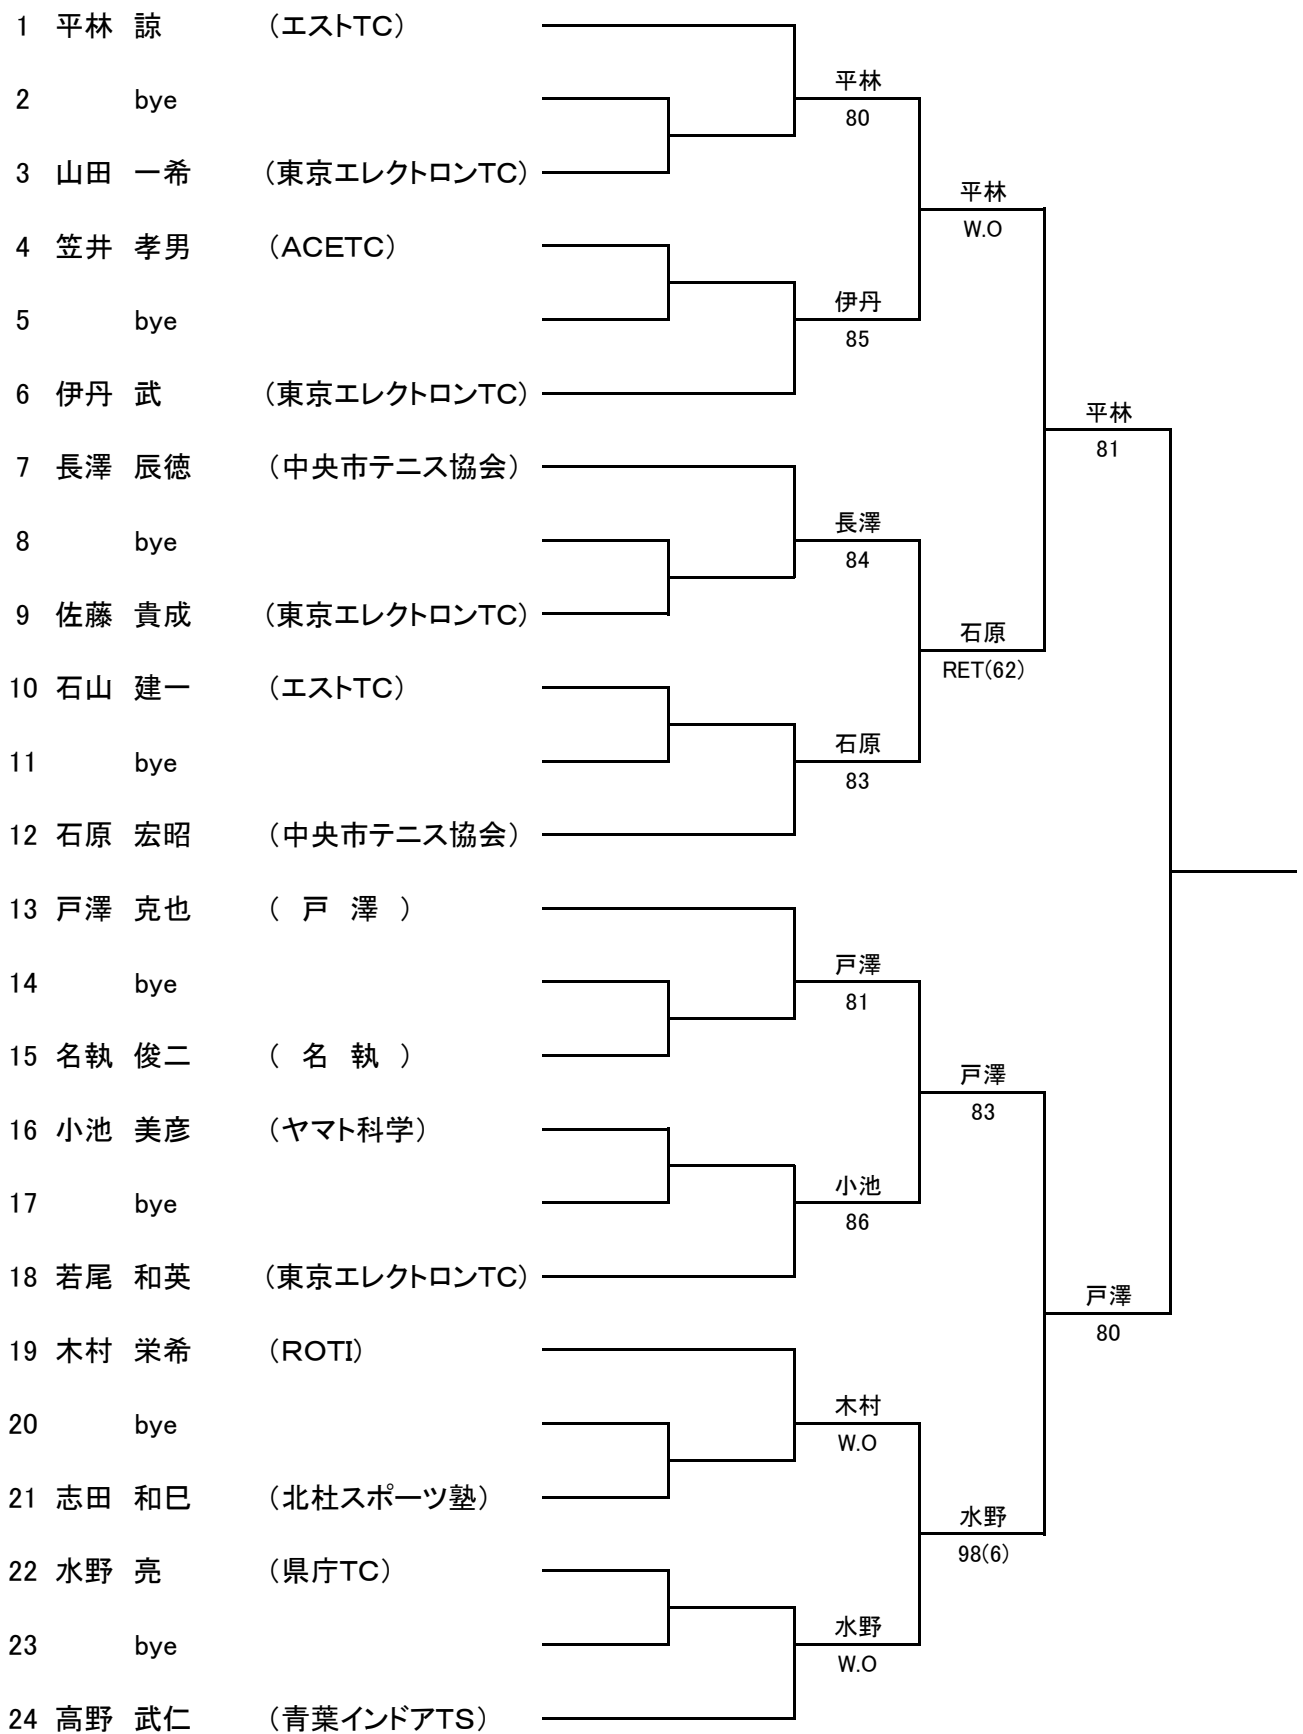 1 平林 諒 （エストTC）
平林
2 bye
80
3 山田 一希 （東京エレクトロンTC）
平林
W.O
4 笠井 孝男 （ACETC）
伊丹
5 bye
85
6 伊丹 武 （東京エレクトロンTC）
平林
81
7 長澤 辰徳 （中央市テニス協会）
長澤
8 bye
84
9 佐藤 貴成 （東京エレクトロンTC）
石原
RET(62)
10 石山 建一 （エストTC）
石原
11 bye
83
12 石原 宏昭 （中央市テニス協会）
13 戸澤 克也 （ 戸 澤 ）
戸澤
14 bye
81
15 名執 俊二 （ 名 執 ）
戸澤
83
16 小池 美彦 （ヤマト科学）
小池
17 bye
86
18 若尾 和英 （東京エレクトロンTC）
戸澤
80
19 木村 栄希 （ROTI）
木村
20 bye
W.O
21 志田 和巳 （北杜スポーツ塾）
水野
98(6)
22 水野 亮 （県庁TC）
水野
23 bye
W.O
24 高野 武仁 （青葉インドアTS）